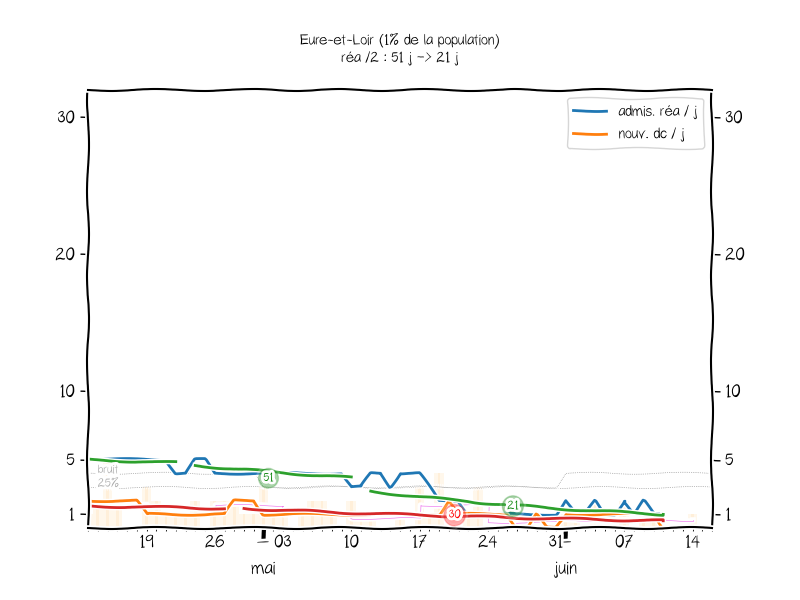 Eure-et-Loir (1% de la population)
réa /2 : 51 j -> 21 j
admis. réa / j
nouv. dc / j
30
30
20
20
10
10
5
5
1
1
bruit
25%
51
21
30
19 26 03 10 17 24 31 07 14
mai juin